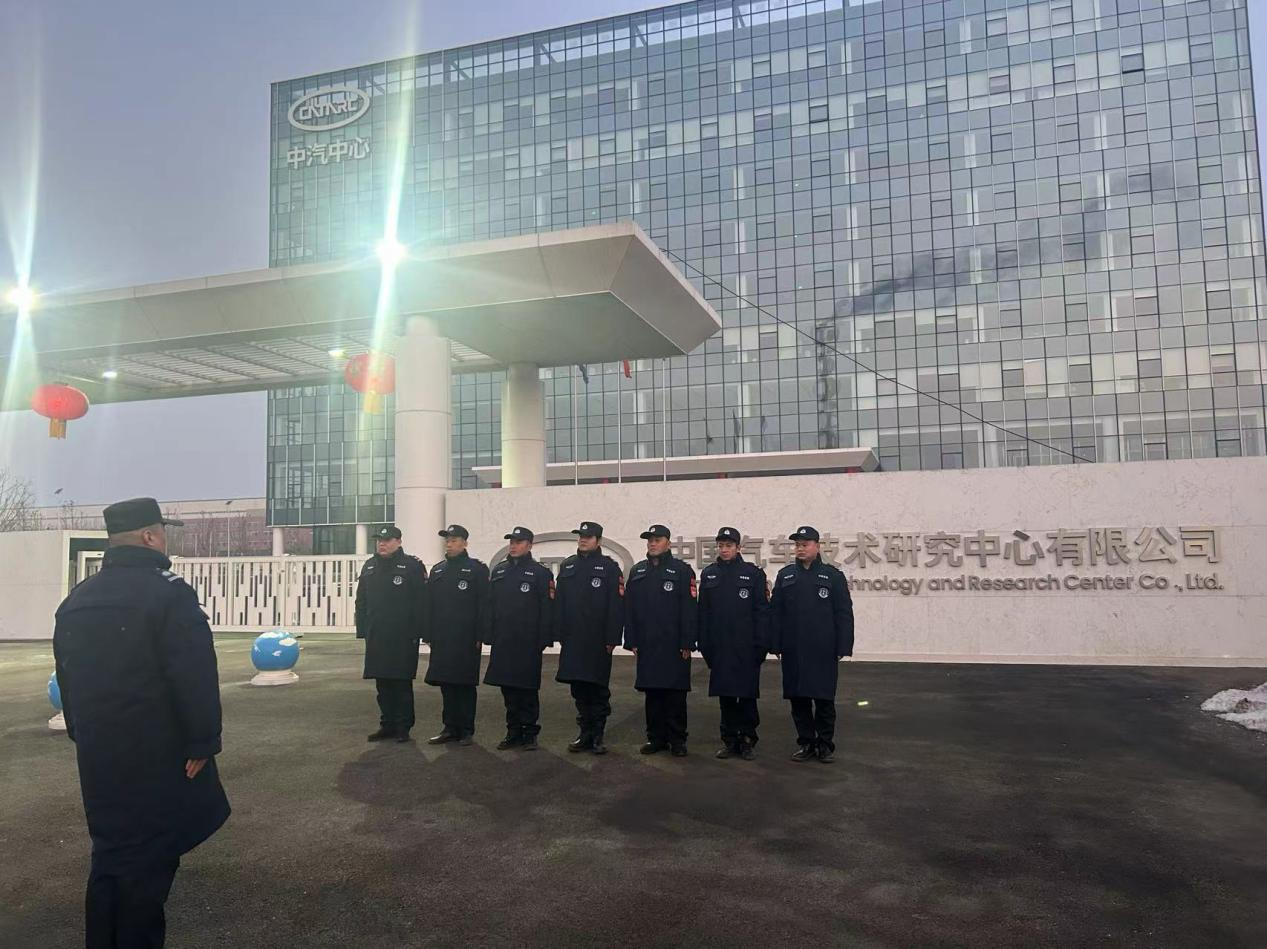 CATARC
中汽中心
中国汽车技术研究中心有限公司
hnology and Research Center Co., Ltd.